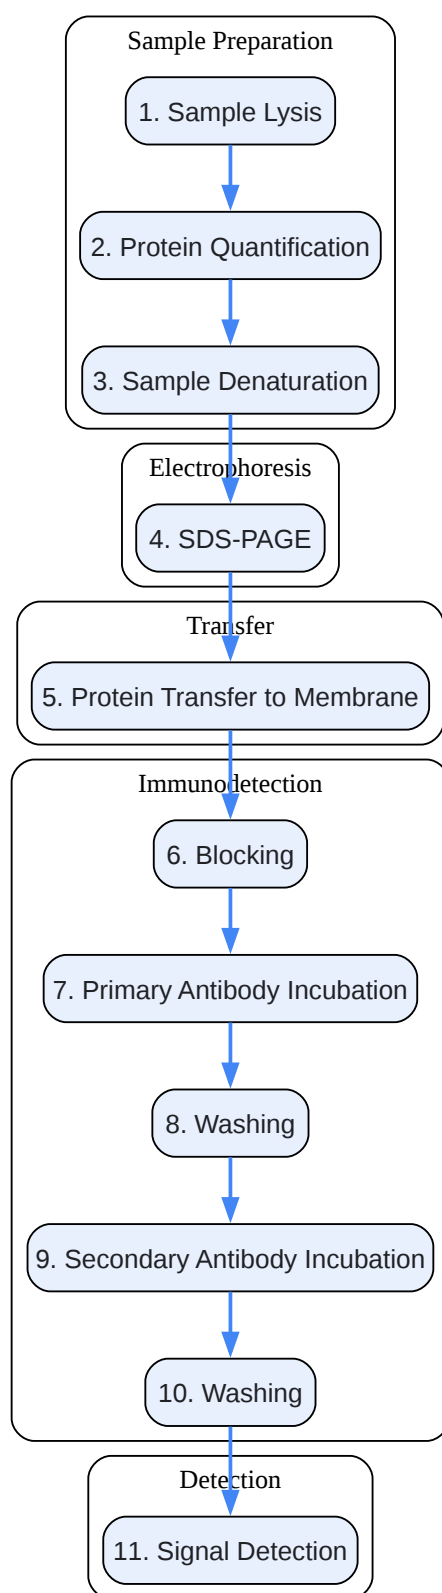 Sample Preparation
1. Sample Lysis
2. Protein Quantification
3. Sample Denaturation
Electrophoresis
4. SDS-PAGE
Transfer
5. Protein Transfer to Membrane
Immunodetection
6. Blocking
7. Primary Antibody Incubation
8. Washing
9. Secondary Antibody Incubation
10. Washing
Detection
11. Signal Detection